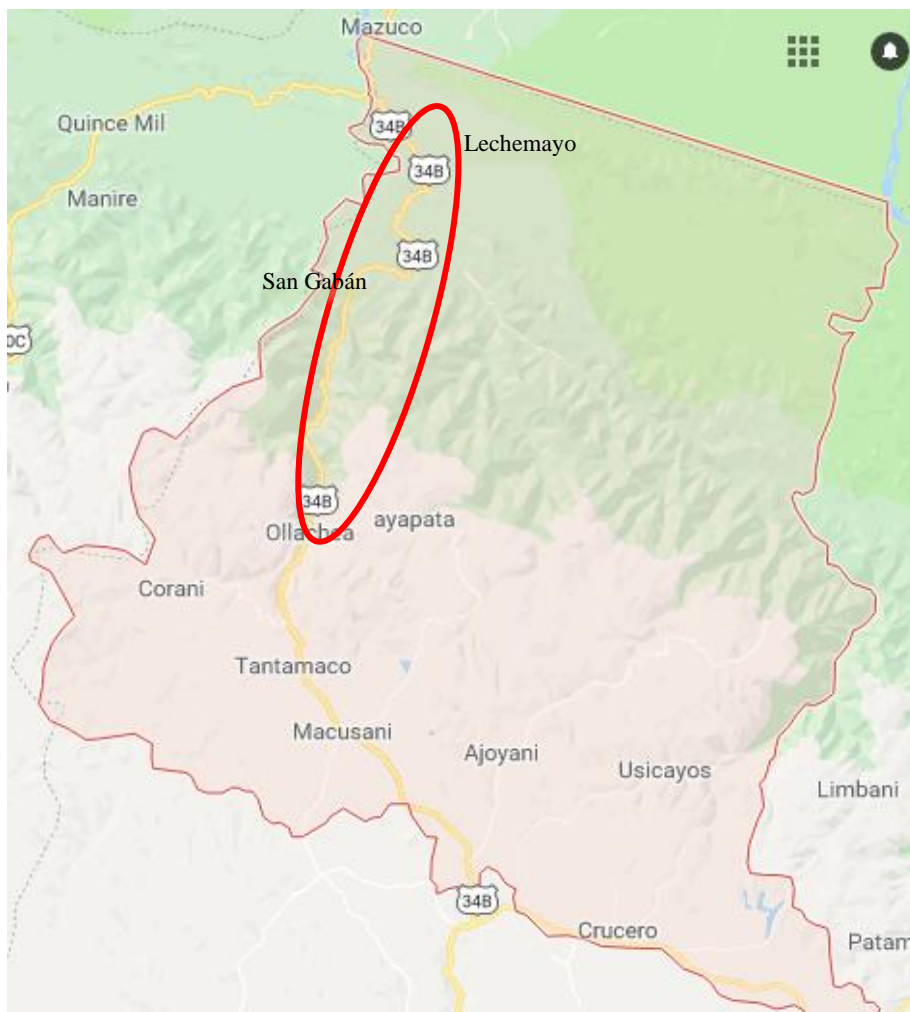 Mazuco
Quince Mil
34B
Lechemayo
34B
Manire
34B
San Gabán
0C
34B
ayapata
Ollachea
Corani
Tantamaco
Macusani
Ajoyani
Usicayos
Limbani
34B
Crucero
Patam